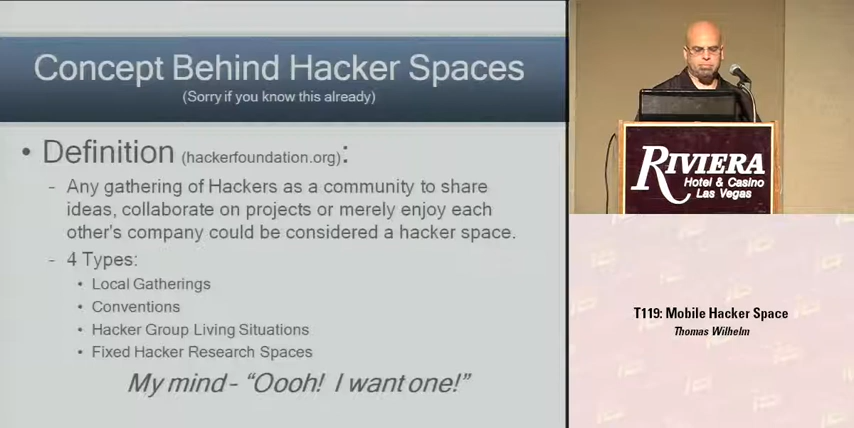 Concept Behind Hacker Spaces
(Sorry if you know this already)
• Definition (hackerfoundation.org):
- Any gathering of Hackers as a community to share
ideas, collaborate on projects or merely enjoy each
other's company could be considered a hacker space.
- 4 Types:
• Local Gatherings
• Conventions
• Hacker Group Living Situations
• Fixed Hacker Research Spaces
My mind - "Oooh! I want one!"
RIVIERA
Hotel & Casino
Las Vegas
T119: Mobile Hacker Space
Thomas Wilhelm